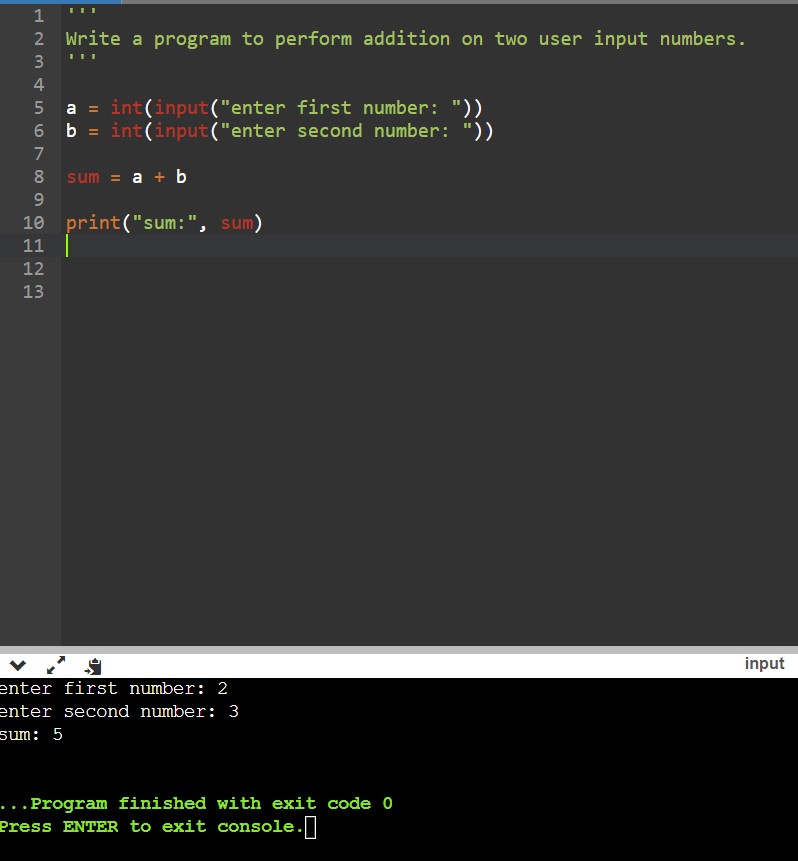 1 '''
2 Write a program to perform addition on two user input numbers.
3 '''
4
5 a = int(input("enter first number: "))
6 b = int(input("enter second number: "))
7
8 sum = a + b
9
10 print("sum:", sum)
11
12
13
input
enter first number: 2
enter second number: 3
sum: 5
...Program finished with exit code 0
Press ENTER to exit console.